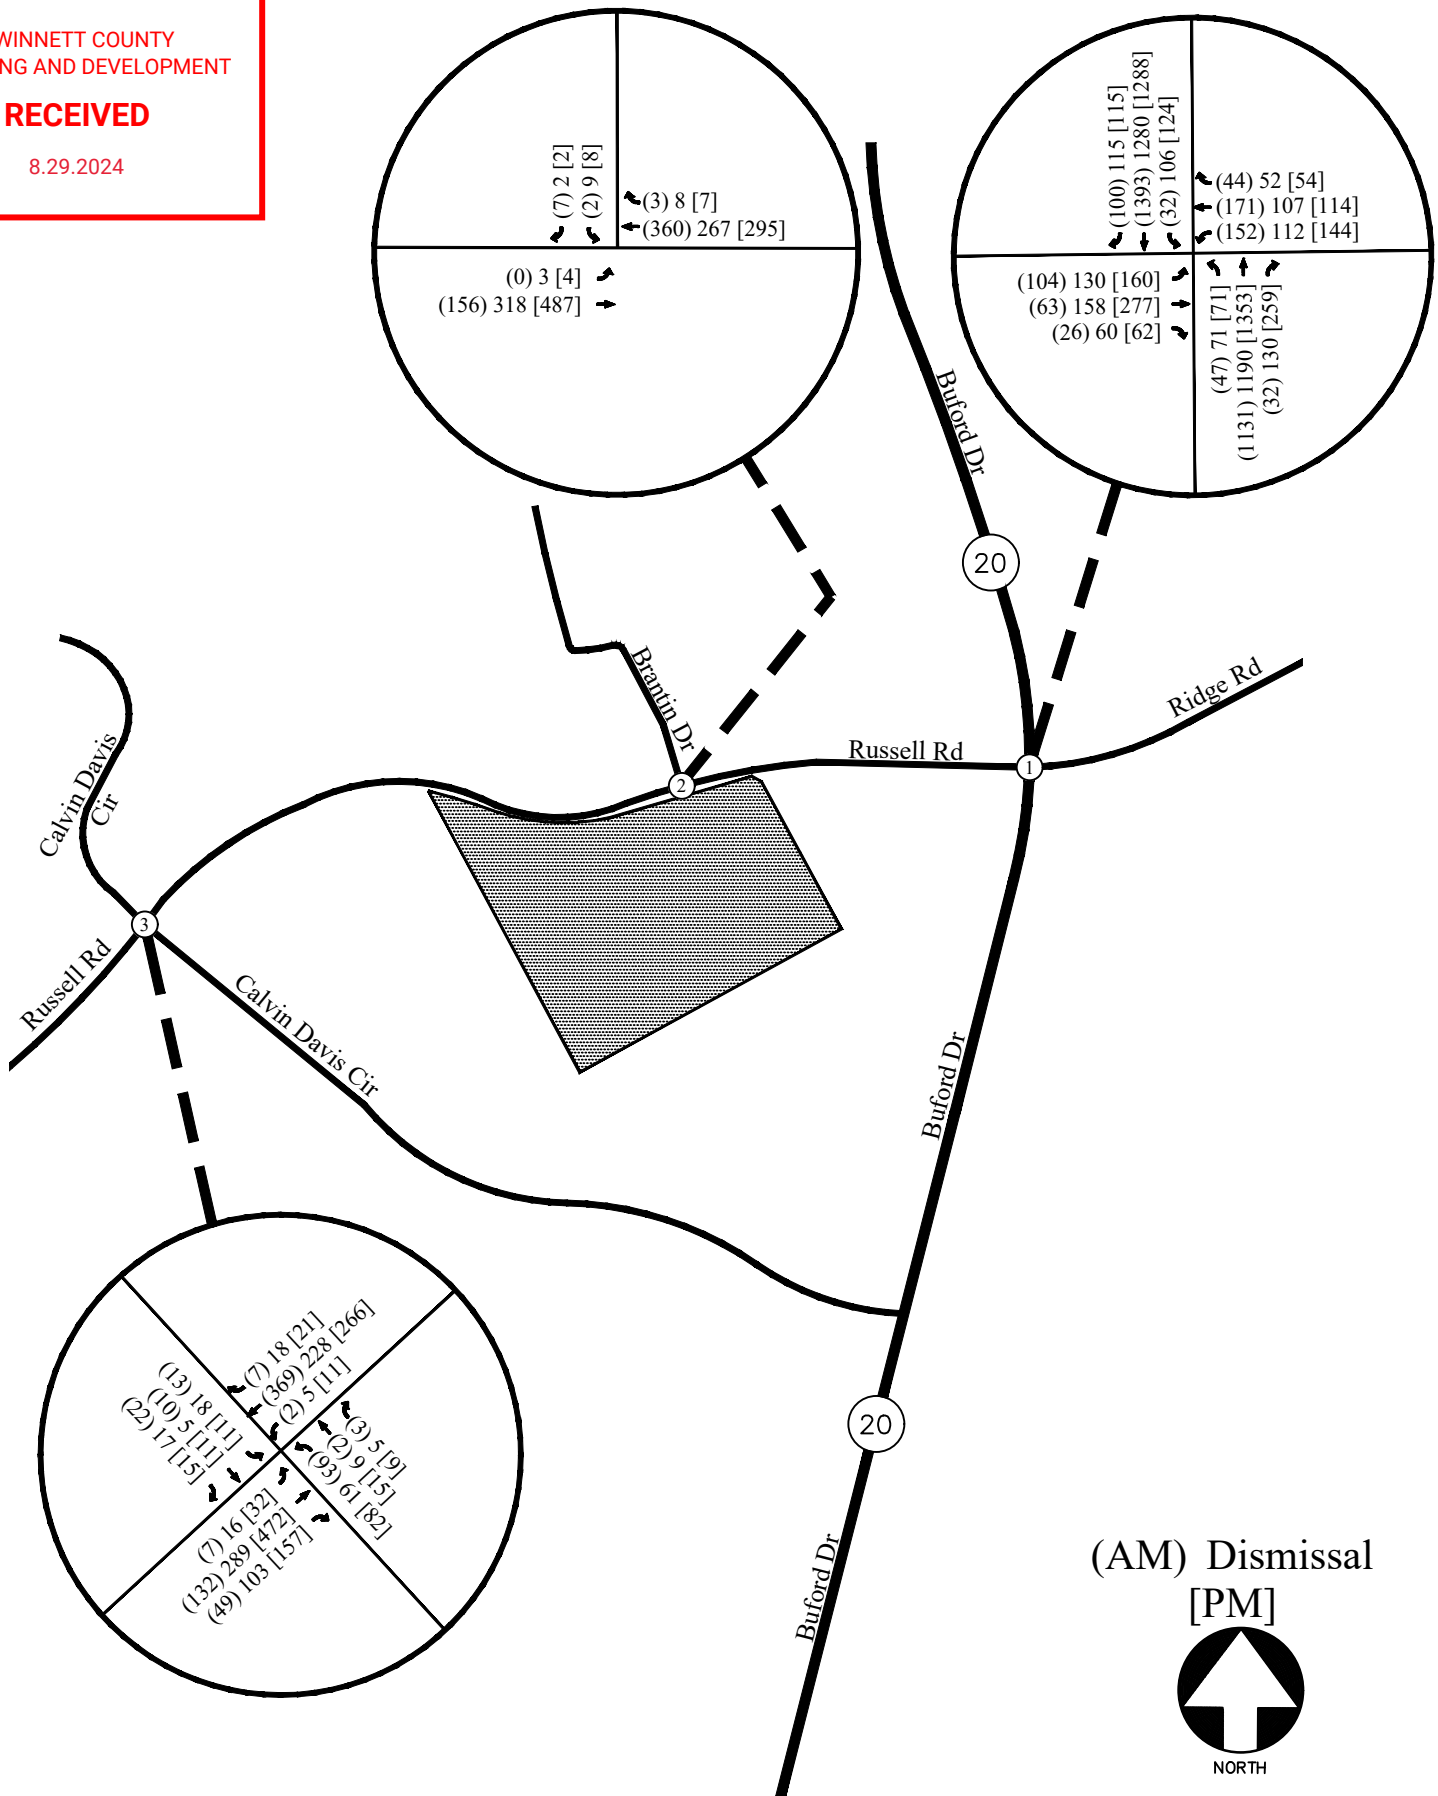 WINNETT COUNTY
NG AND DEVELOPMENT
RECEIVED
8.29.2024
(7) 2 [2]
(2) 9 [8]
(3) 8 [7]
(360) 267 [295]
(0) 3 [4]
(156) 318 [487]
(100) 115 [115]
(1393) 1280 [1288]
(32) 106 [124]
(44) 52 [54]
(171) 107 [114]
(152) 112 [144]
(104) 130 [160]
(63) 158 [277]
(26) 60 [62]
(47) 71 [71]
(1131) 1190 [1353]
(32) 130 [259]
Buford Dr
20
Brantin Dr
Ridge Rd
Russell Rd
1
2
Calvin Davis
Cir
3
Russell Rd
Calvin Davis Cir
Buford Dr
20
Buford Dr
(7) 18 [21]
(369) 228 [266]
(2) 5 [11]
(13) 18 [11]
(10) 5 [11]
(22) 17 [15]
(3) 5 [9]
(2) 9 [15]
(93) 61 [82]
(7) 16 [32]
(132) 289 [472]
(49) 103 [157]
(AM) Dismissal
[PM]
NORTH